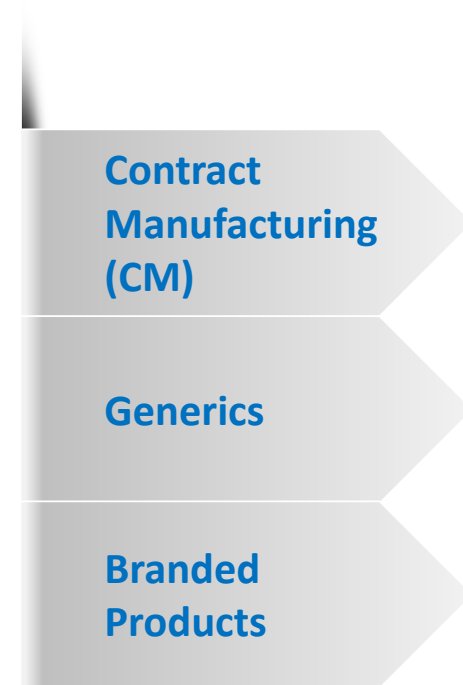 Contract
Manufacturing
(CM)
Generics
Branded
Products